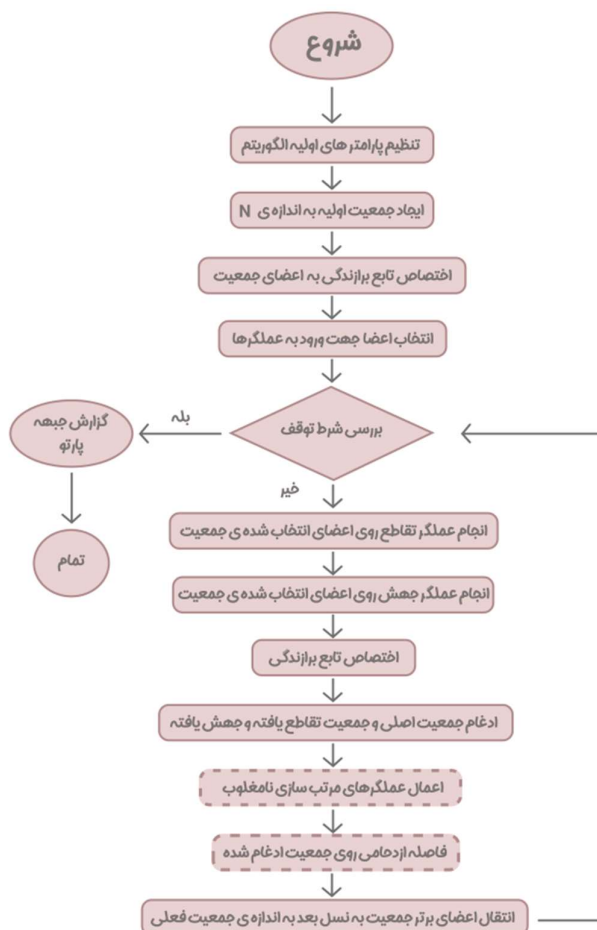 شروع
تنظیم پارامتر های اولیه الگوریتم
ایجاد جمعیت اولیه به اندازه ی N
اختصاص تابع برازندگی به اعضای جمعیت
انتخاب اعضا جهت ورود به عملگرها
بررسی شرط توقف
بله
گزارش جبهه
پارتو
تمام
خیر
انجام عملگر تقاطع روی اعضای انتخاب شده ی جمعیت
انجام عملگر جهش روی اعضای انتخاب شده ی جمعیت
اختصاص تابع برازندگی
ادغام جمعیت اصلی و جمعیت تقاطع یافته و جهش یافته
اعمال عملگرهای مرتب سازی نامغلوب
فاصله ازدحامی روی جمعیت ادغام شده
انتقال اعضای برتر جمعیت به نسل بعد به اندازه ی جمعیت فعلی